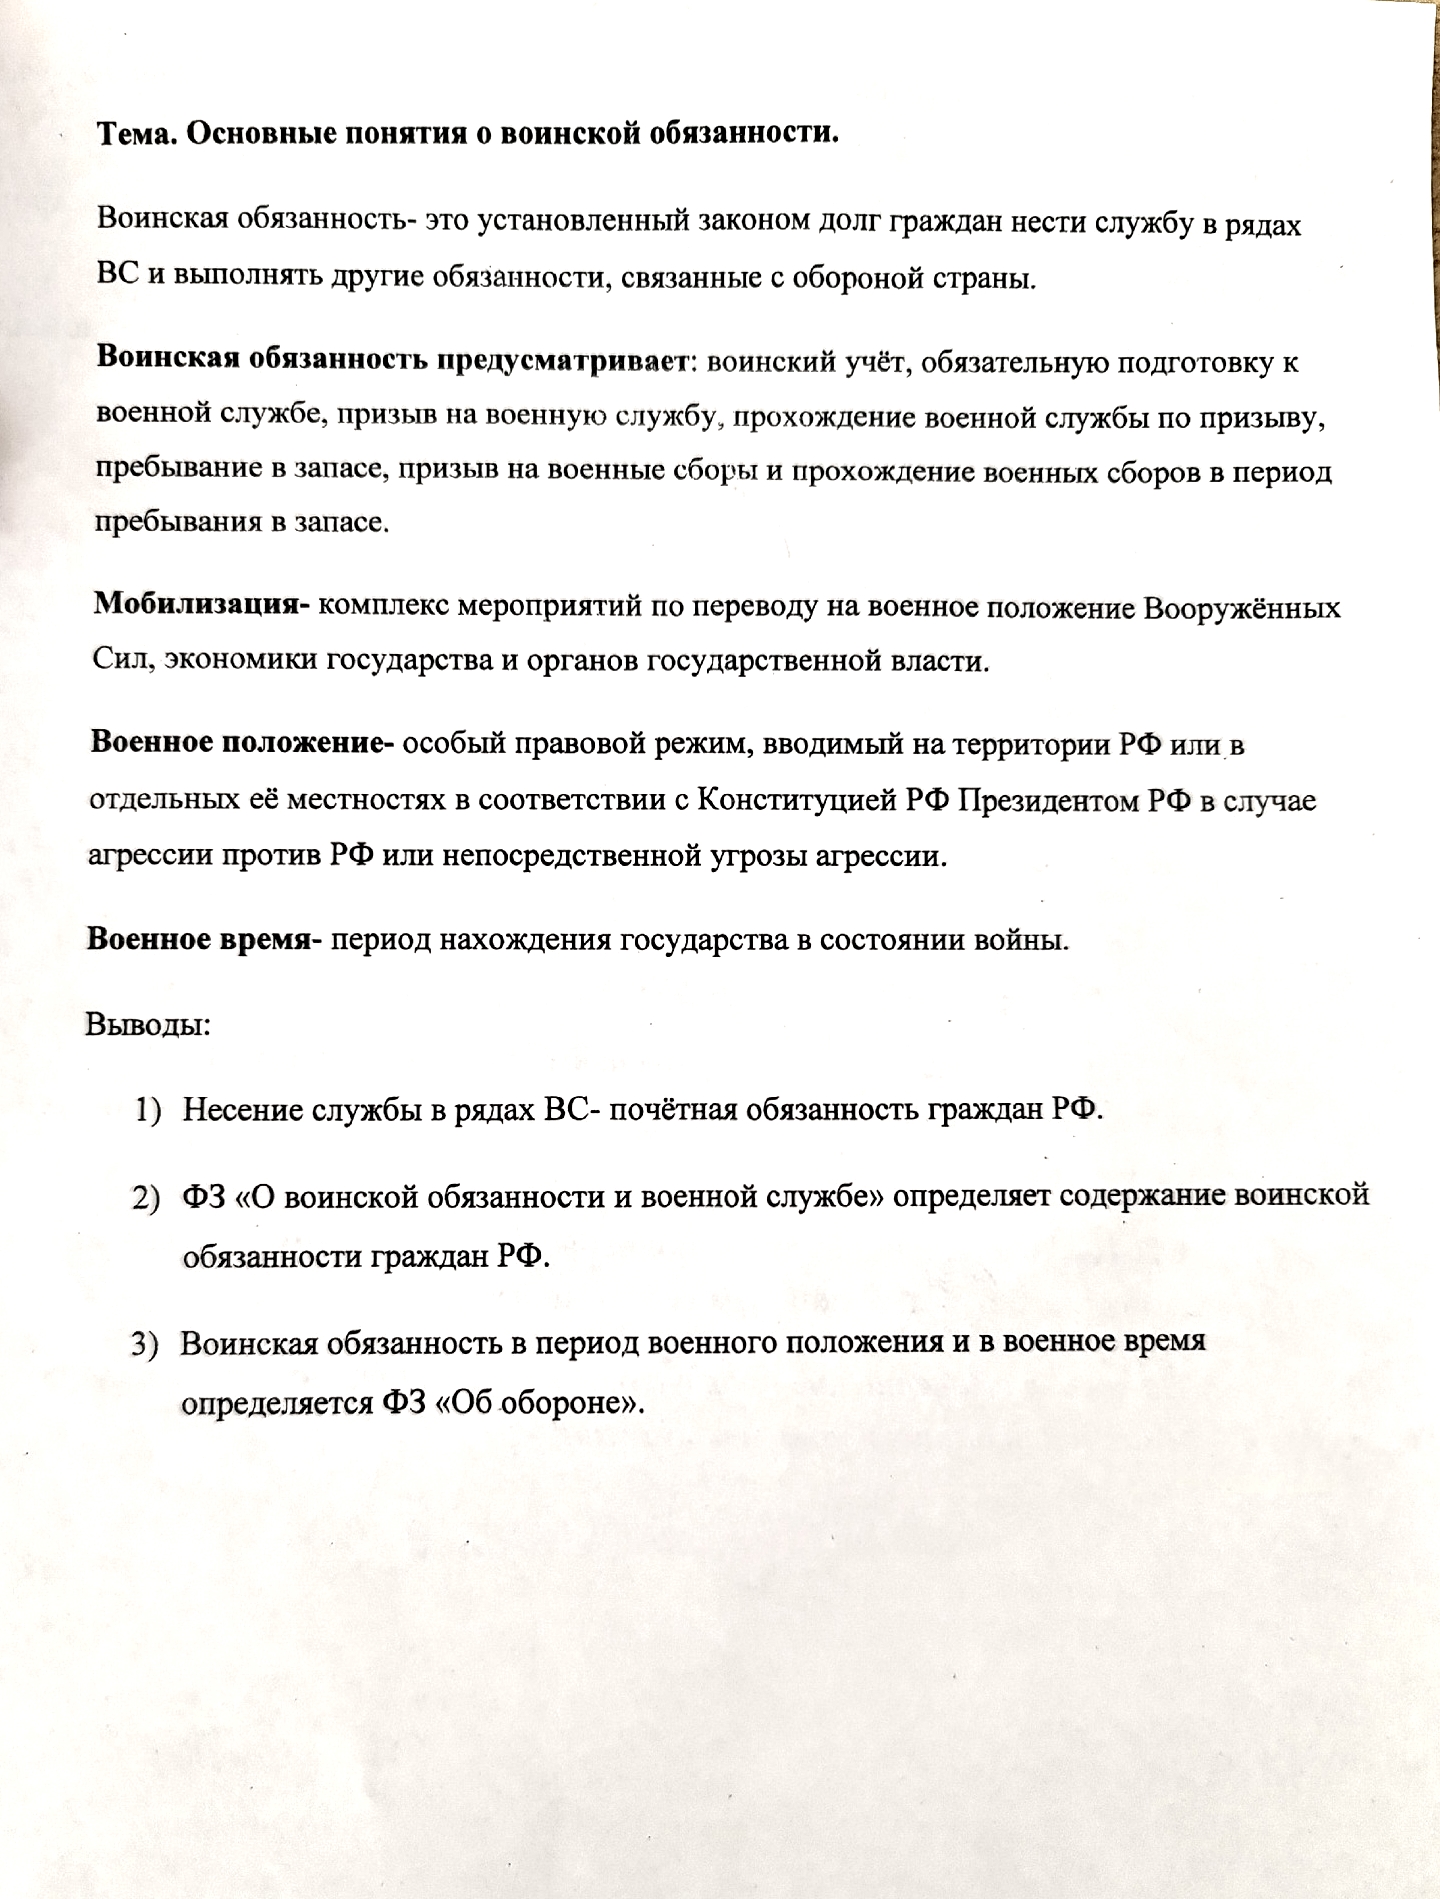 Тема. Основные понятия о воинской обязанности.
Воинская обязанность- это установленный законом долг граждан нести службу в рядах
ВС и выполнять другие обязанности, связанные с обороной страны.
Воинская обязанность предусматривает: воинский учёт, обязательную подготовку к
военной службе, призыв на военную службу, прохождение военной службы по призыву,
пребывание в запасе, призыв на военные сборы и прохождение военных сборов в период
пребывания в запасе.
Мобилизация- комплекс мероприятий по переводу на военное положение Вооружённых
Сил, экономики государства и органов государственной власти.
Военное положение- особый правовой режим, вводимый на территории РФ или в
отдельных её местностях в соответствии с Конституцией РФ Президентом РФ в случае
агрессии против РФ или непосредственной угрозы агрессии.
Военное время- период нахождения государства в состоянии войны.
Выводы:
1) Несение службы в рядах ВС- почётная обязанность граждан РФ.
2) ФЗ «О воинской обязанности и военной службе» определяет содержание воинской
обязанности граждан РФ.
3) Воинская обязанность в период военного положения и в военное время
определяется ФЗ «Об обороне».